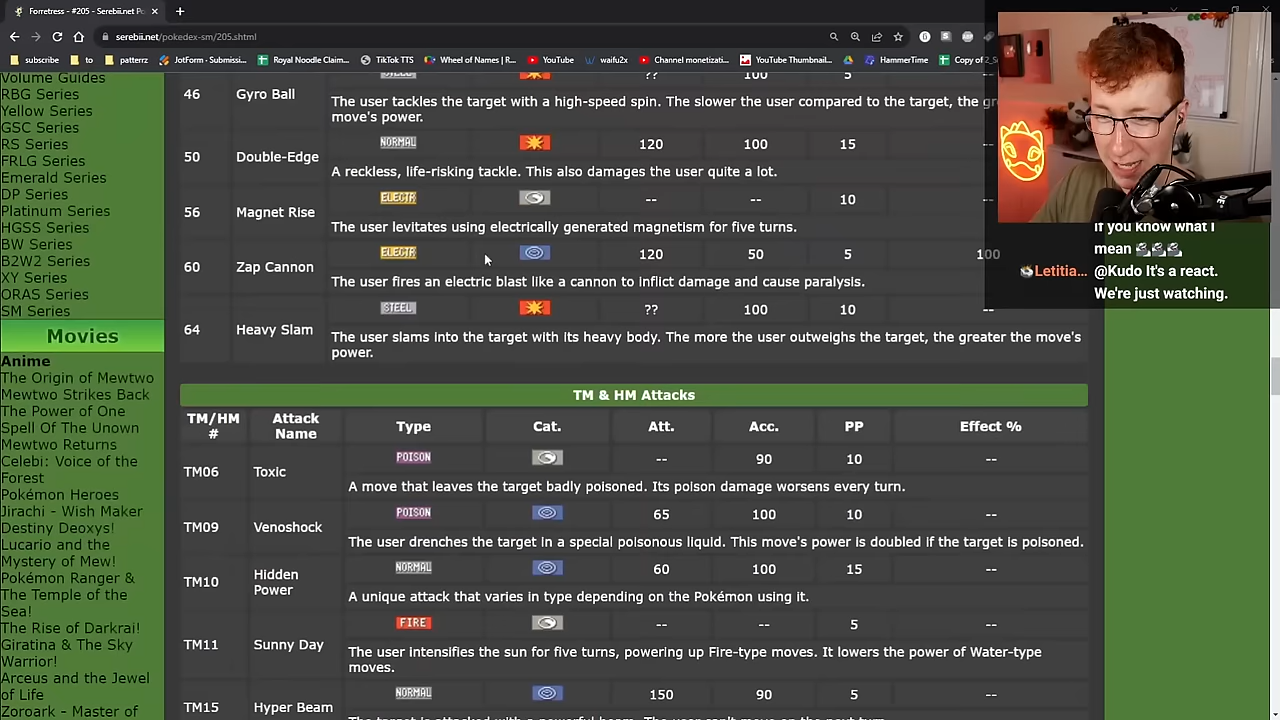 Forretress - #205 - Serebii.net Po
serebii.net/pokedex-sm/205.shtml
subscribe
to
patterz
JotForm - Submissi...
Royal Noodle Claim...
TikTok TTS
Wheel of Names | R...
YouTube
waifu2x
Channel monetizati...
YouTube Thumbnail...
HammerTime
Copy of Z_S
Volume Guides
RBG Series
Yellow Series
GSC Series
RS Series
FRLG Series
Emerald Series
DP Series
Platinum Series
HGSS Series
BW Series
B2W2 Series
XY Series
ORAS Series
SM Series
Movies
Anime
The Origin of Mewtwo
Mewtwo Strikes Back
The Power of One
Spell Of The Unown
Mewtwo Returns
Celebi: Voice of the
Forest
Pokémon Heroes
Jirachi - Wish Maker
Destiny Deoxys!
Lucario and the
Mystery of Mew!
Pokémon Ranger &
The Temple of the
Sea!
The Rise of Darkrai!
Giratina & The Sky
Warrior!
Arceus and the Jewel
of Life
Zoroark - Master of
STEEL ?? 100 5
46 Gyro Ball
The user tackles the target with a high-speed spin. The slower the user compared to the target, the gre
move's power.
NORMAL 120 100 15 --
50 Double-Edge
A reckless, life-risking tackle. This also damages the user quite a lot.
ELECTR -- -- 10
56 Magnet Rise
The user levitates using electrically generated magnetism for five turns.
ELECTR 120 50 5 100
60 Zap Cannon
The user fires an electric blast like a cannon to inflict damage and cause paralysis.
STEEL ?? 100 10 --
64 Heavy Slam
The user slams into the target with its heavy body. The more the user outweighs the target, the greater the move's
power.
TM & HM Attacks
TM/HM # Attack Name Type Cat. Att. Acc. PP Effect %
POISON -- 90 10 --
TM06 Toxic
A move that leaves the target badly poisoned. Its poison damage worsens every turn.
POISON 65 100 10 --
TM09 Venoshock
The user drenches the target in a special poisonous liquid. This move's power is doubled if the target is poisoned.
NORMAL 60 100 15 --
TM10 Hidden Power
A unique attack that varies in type depending on the Pokémon using it.
FIRE -- -- 5 --
TM11 Sunny Day
The user intensifies the sun for five turns, powering up Fire-type moves. It lowers the power of Water-type
moves.
NORMAL 150 90 5 --
TM15 Hyper Beam
If you know what I
mean
Letitia... @Kudo It's a react.
We're just watching.